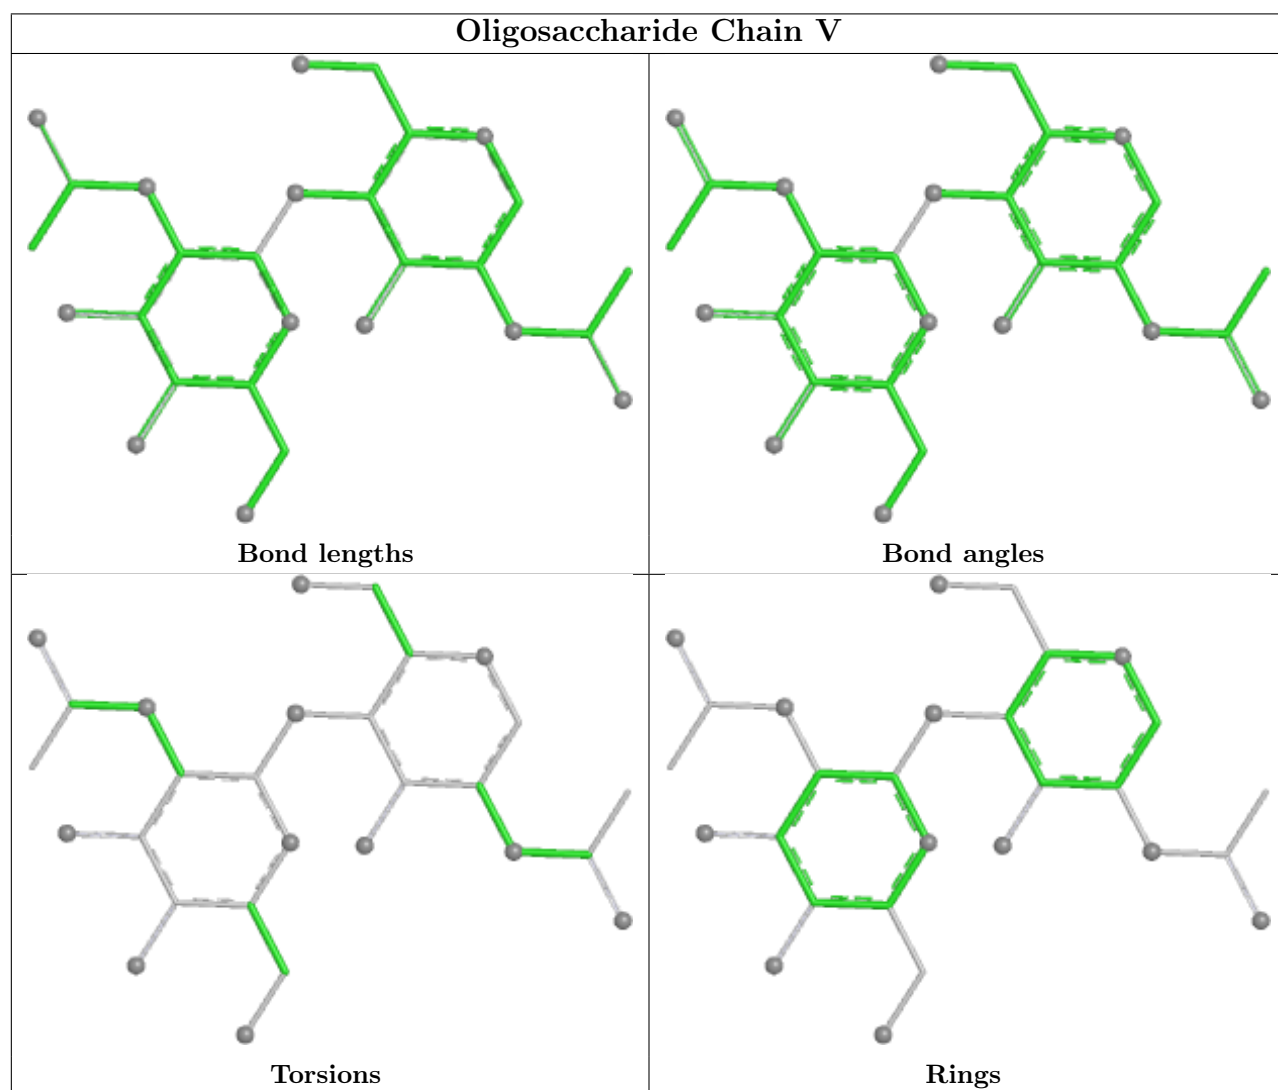 Oligosaccharide Chain V
Bond lengths
Bond angles
Torsions
Rings